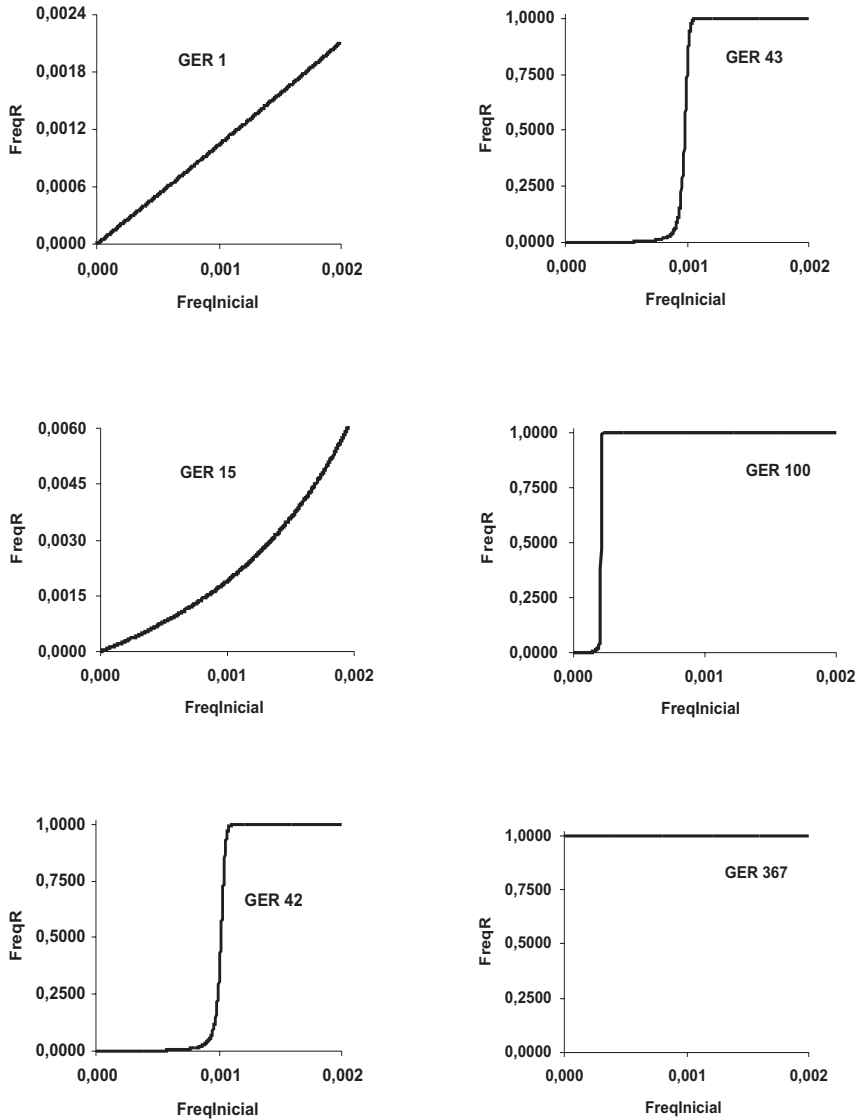 0,0024
0,0018
0,0012
0,0006
0,0000
FreqR
GER 1
0,000 0,001 0,002
FreqInicial
1,0000
0,7500
0,5000
0,2500
0,0000
FreqR
GER 43
0,000 0,001 0,002
FreqInicial
0,0060
0,0045
0,0030
0,0015
0,0000
FreqR
GER 15
0,000 0,001 0,002
FreqInicial
1,0000
0,7500
0,5000
0,2500
0,0000
FreqR
GER 100
0,000 0,001 0,002
FreqInicial
1,0000
0,7500
0,5000
0,2500
0,0000
FreqR
GER 42
0,000 0,001 0,002
FreqInicial
1,0000
0,7500
0,5000
0,2500
0,0000
FreqR
GER 367
0,000 0,001 0,002
FreqInicial